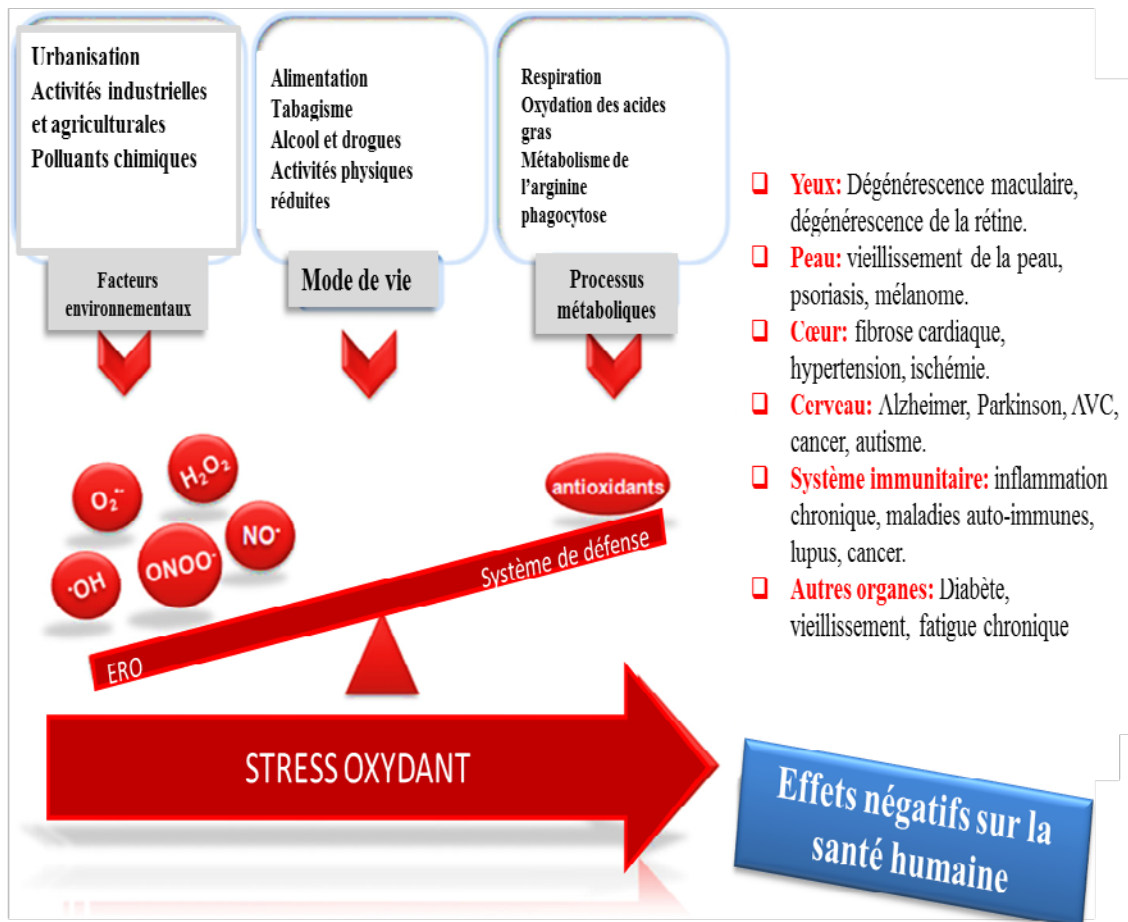 Urbanisation
Activités industrielles
et agriculturales
Polluants chimiques
Facteurs
environnementaux
Alimentation
Tabagisme
Alcool et drogues
Activités physiques
réduites
Mode de vie
Respiration
Oxydation des acides
gras
Métabolisme de
l'arginine
phagocytose
Processus
métaboliques
O₂·⁻
H₂O₂
NO·
·OH
ONOO⁻
antioxidants
Système de défense
ERO
STRESS OXYDANT
Yeux: Dégénérescence maculaire,
dégénérescence de la rétine.
Peau: vieillissement de la peau,
psoriasis, mélanome.
Cœur: fibrose cardiaque,
hypertension, ischémie.
Cerveau: Alzheimer, Parkinson, AVC,
cancer, autisme.
Système immunitaire: inflammation
chronique, maladies auto-immunes,
lupus, cancer.
Autres organes: Diabète,
vieillissement, fatigue chronique
Effets négatifs sur la
santé humaine